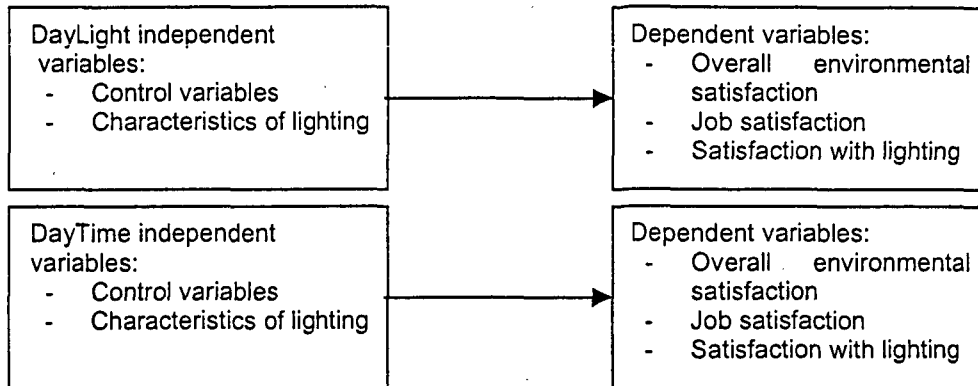 DayLight independent
variables:
- Control variables
- Characteristics of lighting
Dependent variables:
- Overall environmental
satisfaction
- Job satisfaction
- Satisfaction with lighting
DayTime independent
variables:
- Control variables
- Characteristics of lighting
Dependent variables:
- Overall environmental
satisfaction
- Job satisfaction
- Satisfaction with lighting